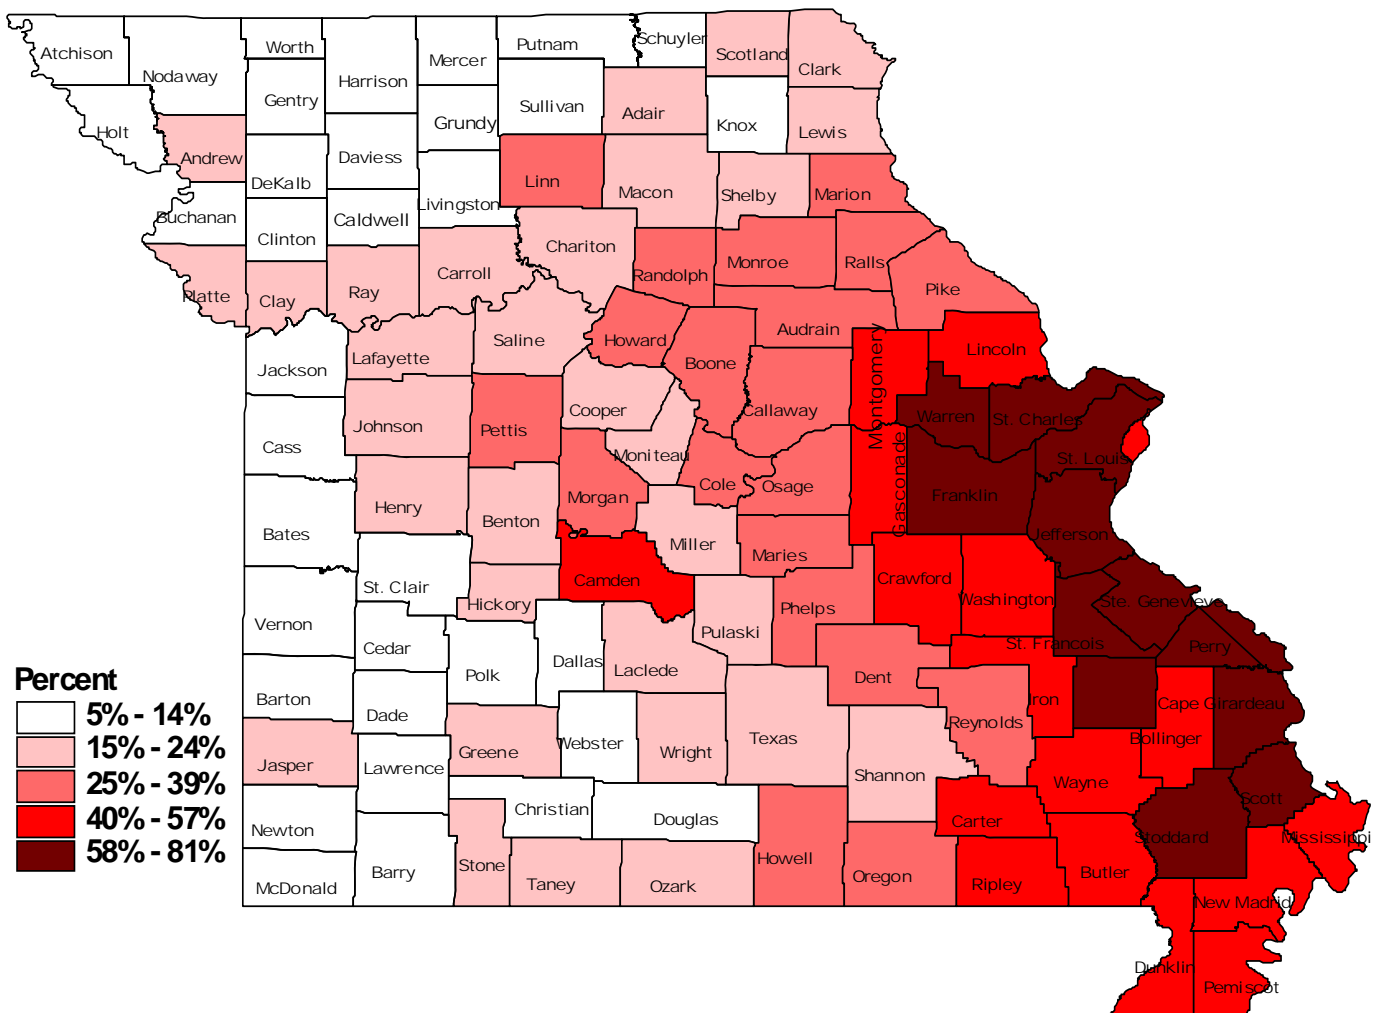 Atchison
Nodaway
Worth
Harrison
Mercer
Putnam
Schuyler
Scotland
Clark
Gentry
Sullivan
Adair
Knox
Lewis
Holt
Andrew
DeKalb
Daviess
Grundy
Linn
Macon
Shelby
Marion
Buchanan
Clinton
Caldwell
Livingston
Chariton
Randolph
Monroe
Ralls
Pike
Platte
Clay
Ray
Carroll
Saline
Howard
Boone
Audrain
Montgomery
Lincoln
Jackson
Lafayette
Johnson
Pettis
Cooper
Moniteau
Callaway
Warren
St. Charles
St. Louis
Cass
Henry
Benton
Morgan
Cole
Osage
Gasconade
Franklin
Jefferson
Bates
St. Clair
Hickory
Camden
Miller
Maries
Phelps
Crawford
Washington
Ste. Genevieve
St. Francois
Perry
Vernon
Cedar
Polk
Dallas
Laclede
Pulaski
Dent
Iron
Reynolds
Cape Girardeau
Bollinger
Barton
Dade
Greene
Webster
Wright
Texas
Shannon
Wayne
Scott
Jasper
Lawrence
Christian
Douglas
Howell
Carter
Butler
Stoddard
Mississippi
Newton
McDonald
Barry
Stone
Taney
Ozark
Oregon
Ripley
New Madrid
Dunklin
Pemiscot
Percent
5% - 14%
15% - 24%
25% - 39%
40% - 57%
58% - 81%